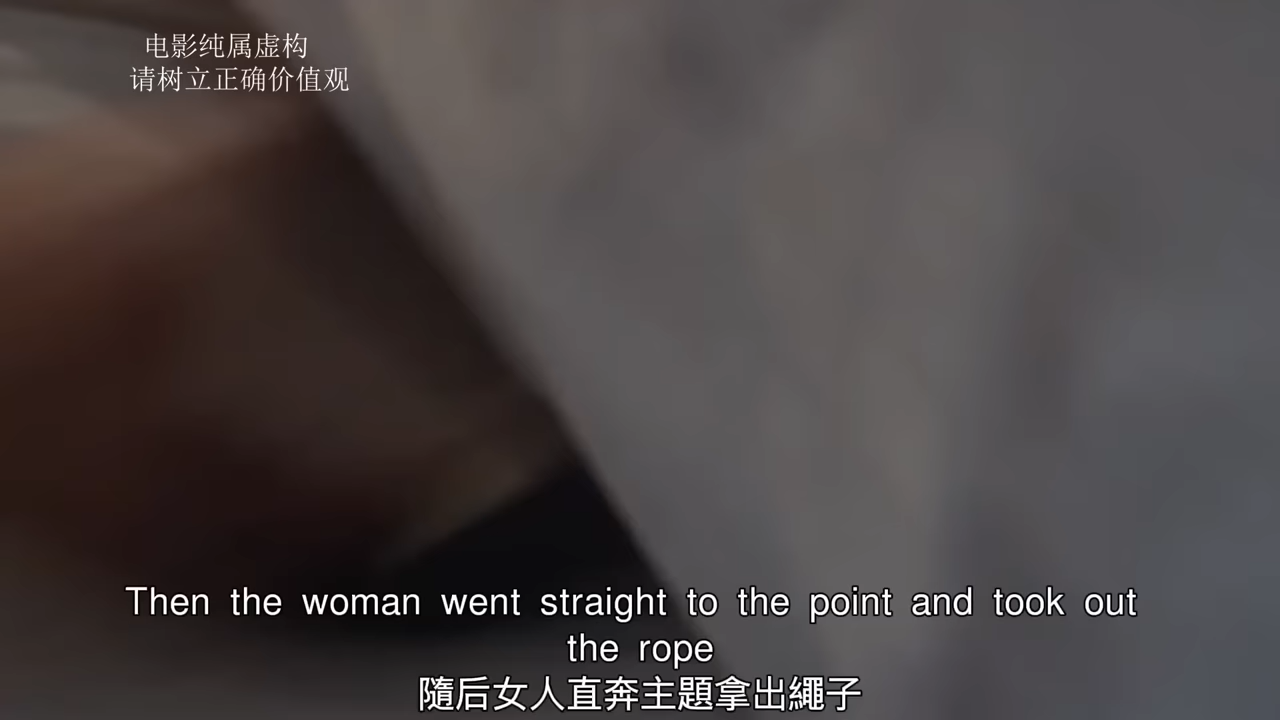 电影纯属虚构
请树立正确价值观
Then the woman went straight to the point and took out
the rope
隨后女人直奔主題拿出繩子